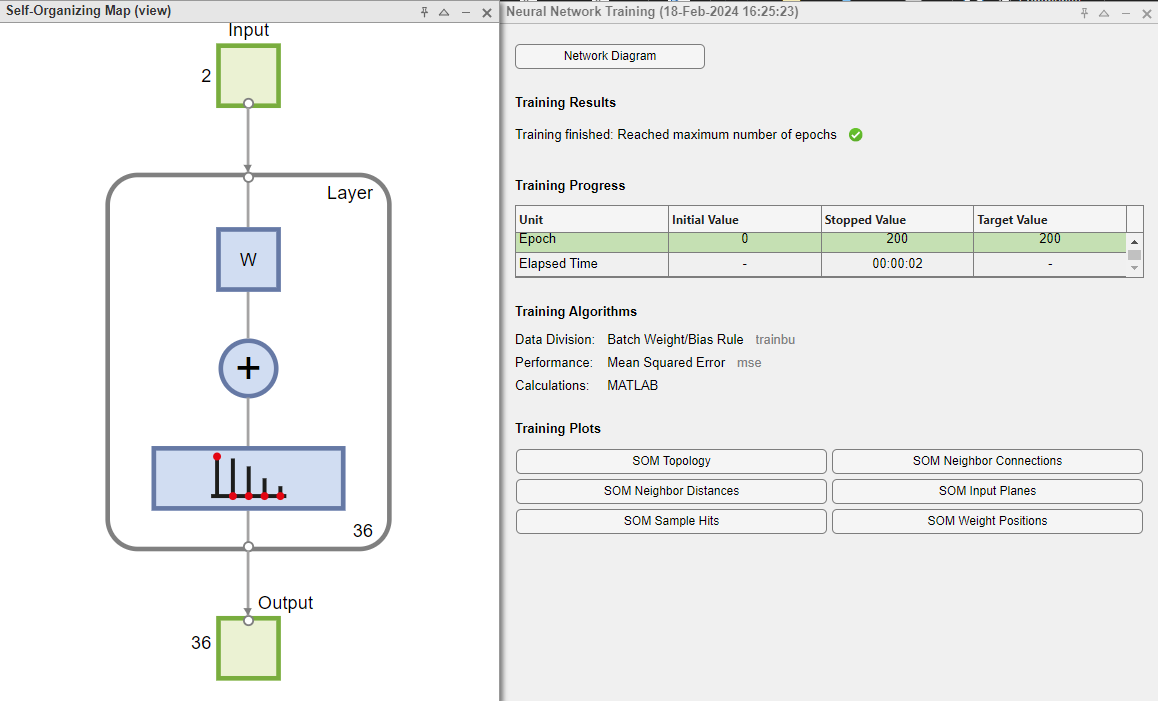 Self-Organizing Map (view)
Input
2
Layer
W
+
36
Output
36
Neural Network Training (18-Feb-2024 16:25:23)
Network Diagram
Training Results
Training finished: Reached maximum number of epochs
Training Progress
Unit Initial Value Stopped Value Target Value
Epoch 0 200 200
Elapsed Time - 00:00:02 -
Training Algorithms
Data Division: Batch Weight/Bias Rule trainbu
Performance: Mean Squared Error mse
Calculations: MATLAB
Training Plots
SOM Topology SOM Neighbor Connections
SOM Neighbor Distances SOM Input Planes
SOM Sample Hits SOM Weight Positions